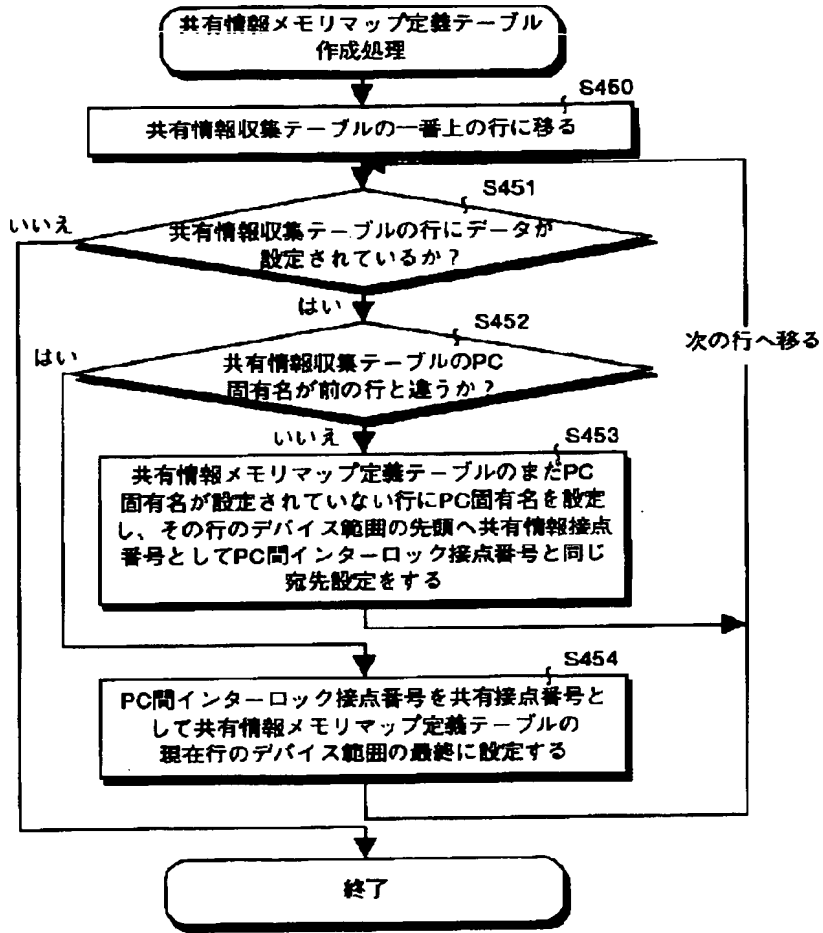 共有情報メモリマップ定義テーブル
作成処理
S450
共有情報収集テーブルの一番上の行に移る
S451
いいえ
共有情報収集テーブルの行にデータが
設定されているか?
はい
S452
はい
共有情報収集テーブルのPC
固有名が前の行と違うか?
次の行へ移る
いいえ
S453
共有情報メモリマップ定義テーブルのまだPC
固有名が設定されていない行にPC固有名を設定
し、その行のデバイス範囲の先頭へ共有情報接点
番号としてPC間インターロック接点番号と同じ
宛先設定をする
S454
PC間インターロック接点番号を共有接点番号と
して共有情報メモリマップ定義テーブルの
現在行のデバイス範囲の最終に設定する
終了